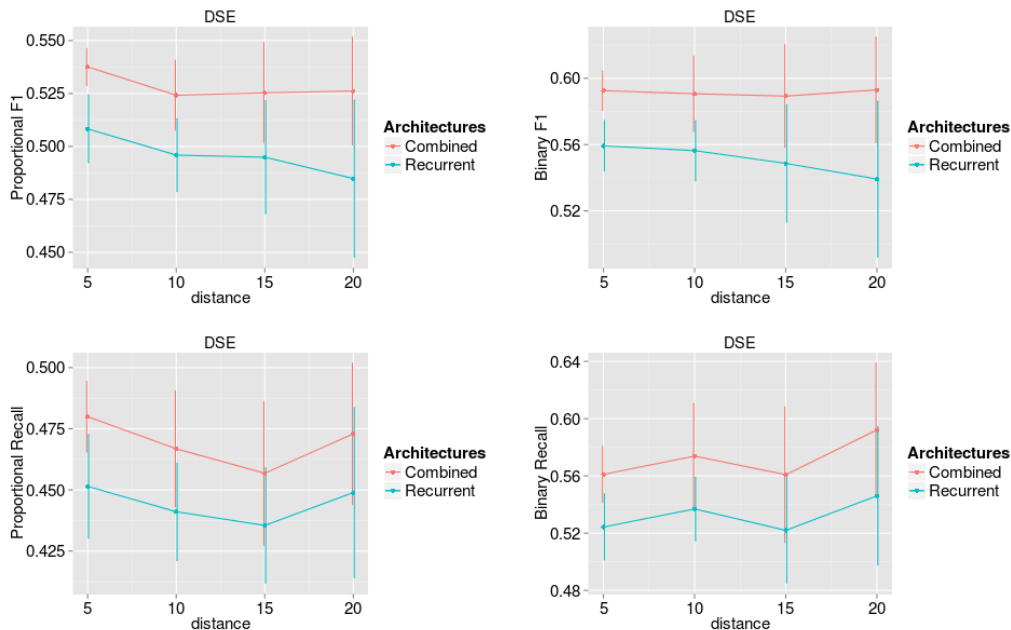 DSE
0.550
0.525
0.500
0.475
0.450
Proportional F1
5 10 15 20
distance
Architectures
Combined
Recurrent
DSE
0.60
0.56
0.52
Binary F1
5 10 15 20
distance
Architectures
Combined
Recurrent
DSE
0.500
0.475
0.450
0.425
Proportional Recall
5 10 15 20
distance
Architectures
Combined
Recurrent
DSE
0.64
0.60
0.56
0.52
0.48
Binary Recall
5 10 15 20
distance
Architectures
Combined
Recurrent